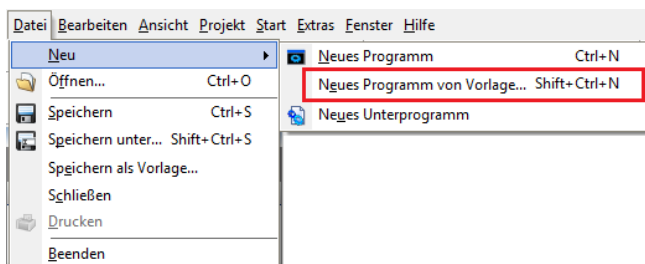 Datei Bearbeiten Ansicht Projekt Start Extras Fenster Hilfe
Neu
Öffnen... Ctrl+O
Speichern Ctrl+S
Speichern unter... Shift+Ctrl+S
Speichern als Vorlage...
Schließen
Drucken
Beenden
Neues Programm Ctrl+N
Neues Programm von Vorlage... Shift+Ctrl+N
Neues Unterprogramm